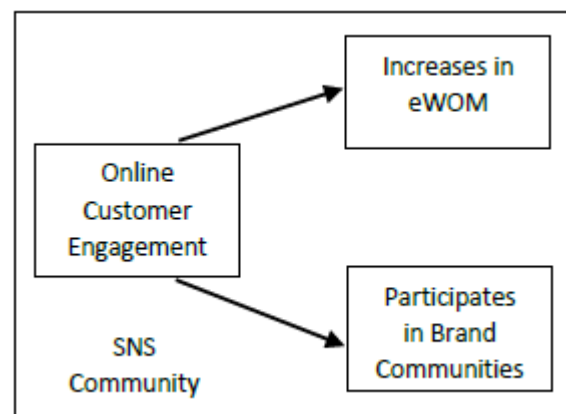 Increases in
eWOM
Online
Customer
Engagement
Participates
in Brand
Communities
SNS
Community